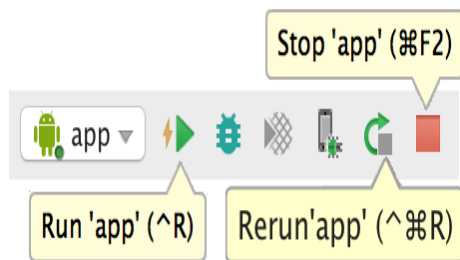 Stop 'app' (⌘F2)
app
Run 'app' (^R)
Rerun'app' (^⌘R)